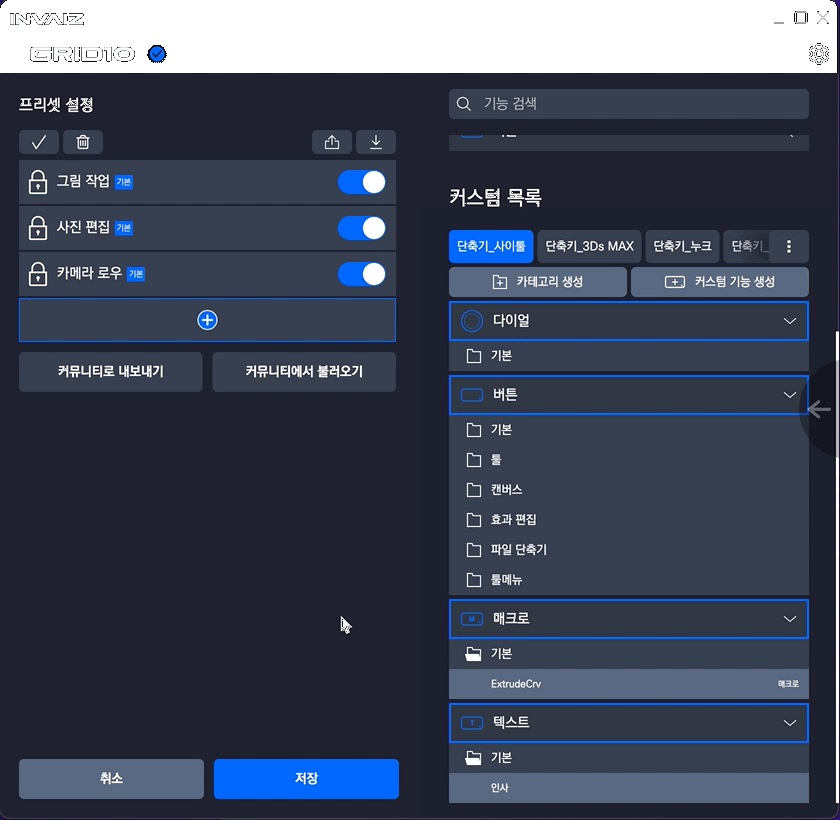 INVAIZ
GRID10
프리셋 설정
그림 작업 기본
사진 편집 기본
카메라 로우 기본
커뮤니티로 내보내기
커뮤니티에서 불러오기
취소
저장
기능 검색
커스텀 목록
단축기_사이툴
단축키_3Ds MAX
단축키_누크
단축키_
카테고리 생성
커스텀 기능 생성
다이얼
기본
버튼
기본
툴
캔버스
효과 편집
파일 단축기
툴메뉴
매크로
기본
ExtrudeCrv
매크로
텍스트
기본
인사